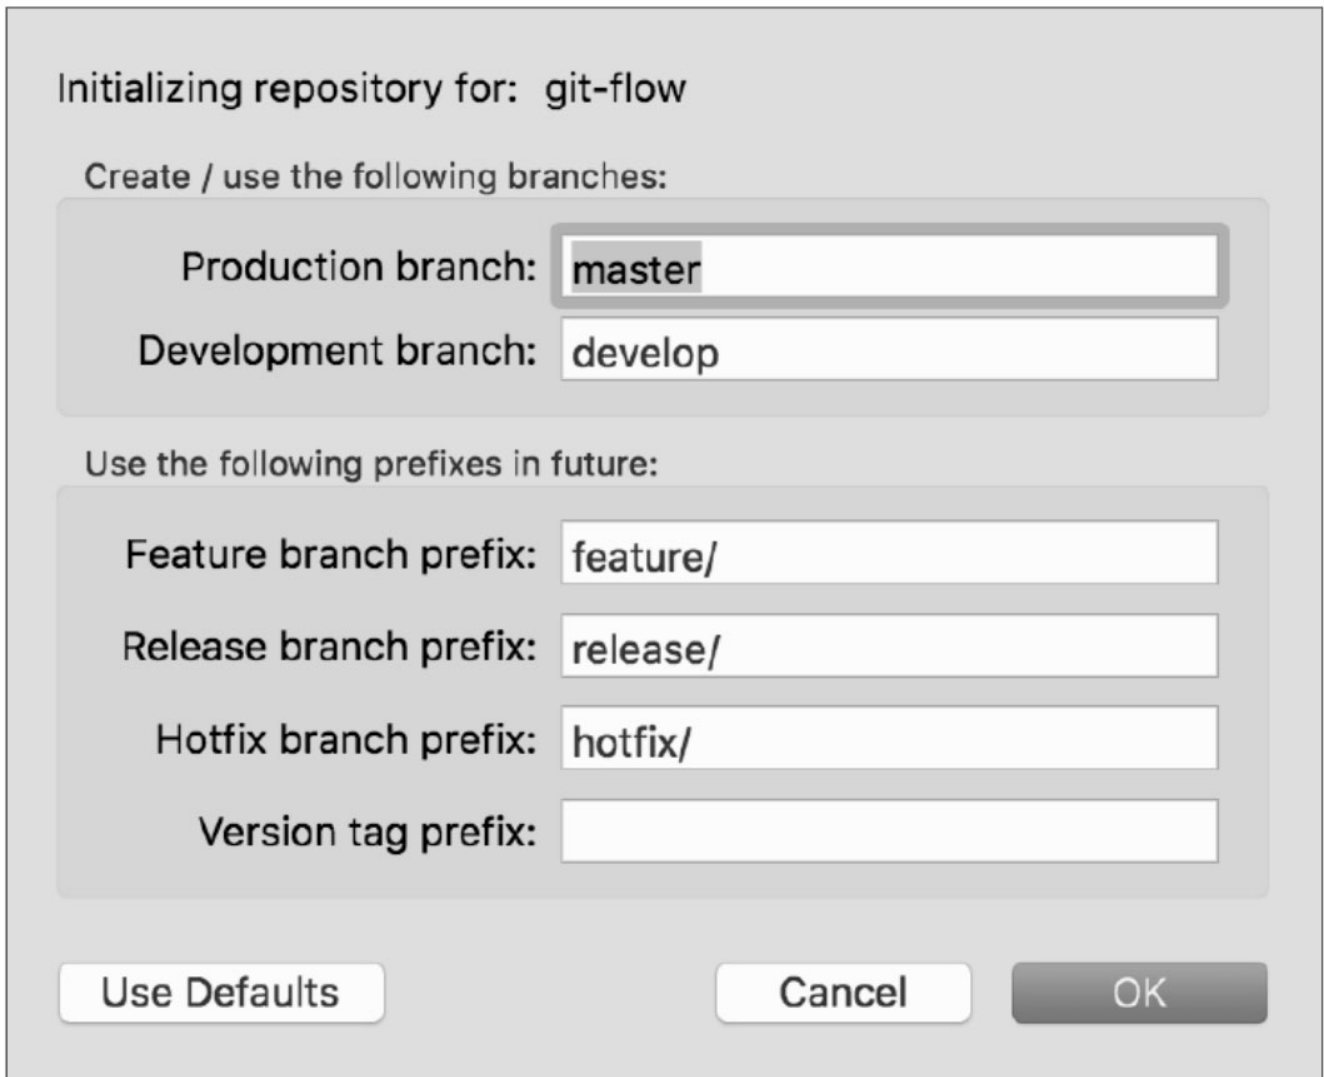 Initializing repository for: git-flow
Create / use the following branches:
Production branch: master
Development branch: develop
Use the following prefixes in future:
Feature branch prefix: feature/
Release branch prefix: release/
Hotfix branch prefix: hotfix/
Version tag prefix:
Use Defaults Cancel OK